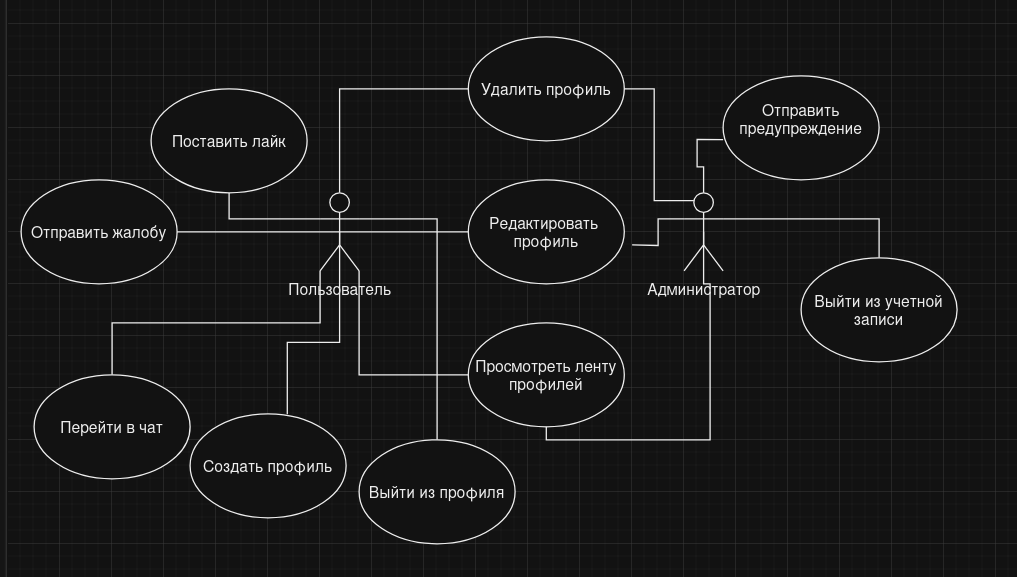 Удалить профиль
Отправить
предупреждение
Поставить лайк
Отправить жалобу
Редактировать
профиль
Пользователь
Администратор
Выйти из учетной
записи
Просмотреть ленту
профилей
Перейти в чат
Создать профиль
Выйти из профиля